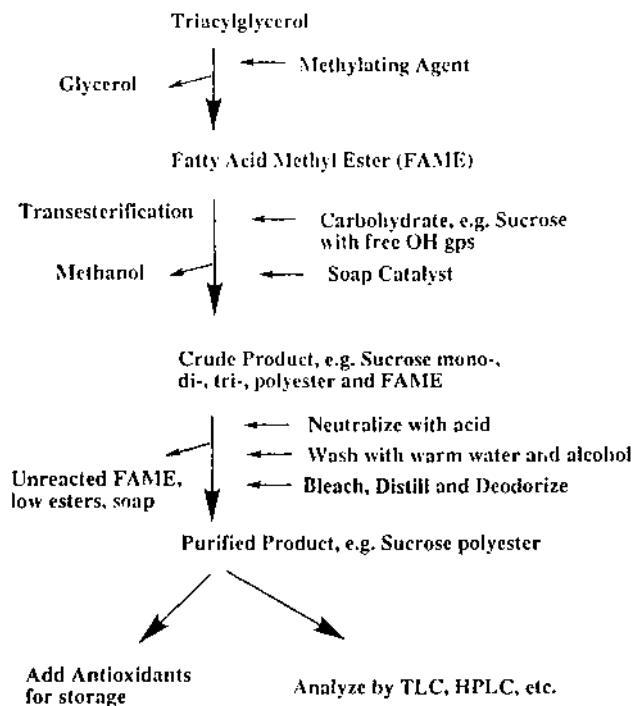 Triacylglycerol
Methylating Agent
Glycerol
Fatty Acid Methyl Ester (FAME)
Transesterification
Carbohydrate, e.g. Sucrose
with free OH gps
Methanol
Soap Catalyst
Crude Product, e.g. Sucrose mono-,
di-, tri-, polyester and FAME
Neutralize with acid
Wash with warm water and alcohol
Unreacted FAME,
low esters, soap
Bleach, Distill and Deodorize
Purified Product, e.g. Sucrose polyester
Add Antioxidants
for storage
Analyze by TLC, HPLC, etc.